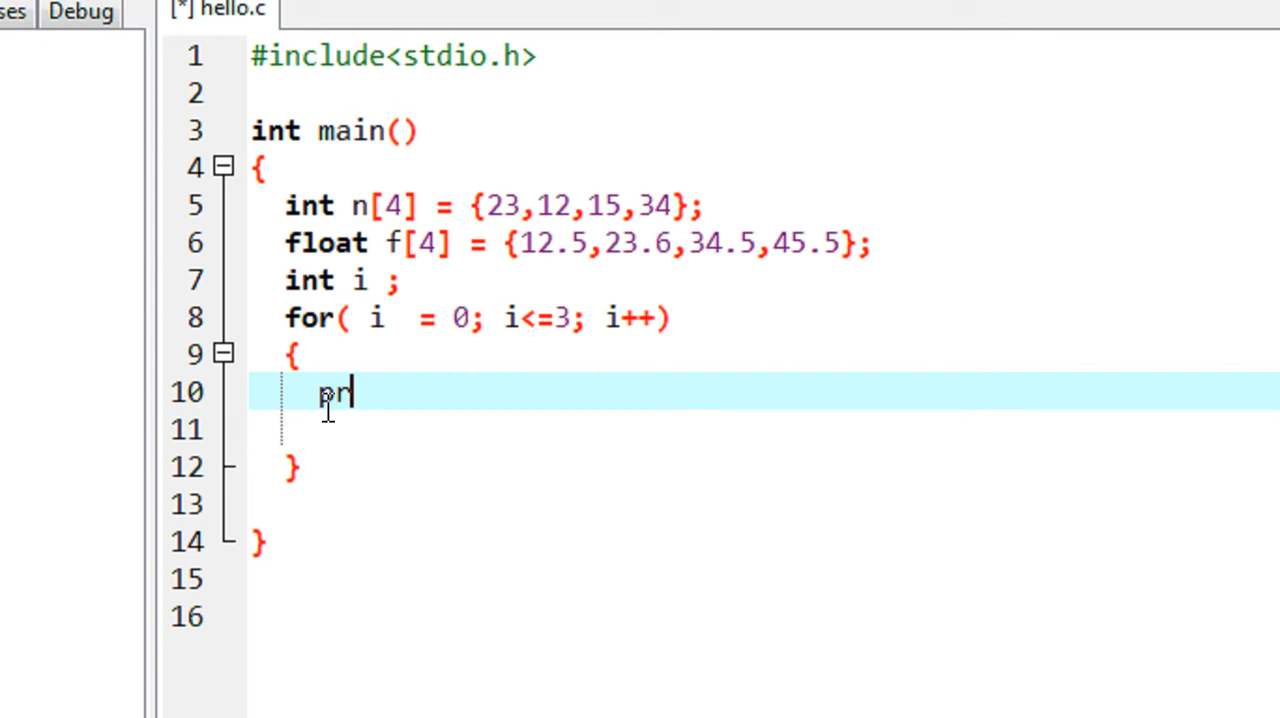 ses Debug [*] hello.c
1 #include<stdio.h>
2
3 int main()
4 {
5 int n[4] = {23,12,15,34};
6 float f[4] = {12.5,23.6,34.5,45.5};
7 int i ;
8 for( i  = 0; i<=3; i++)
9 {
10 pr
11
12 }
13
14 }
15
16